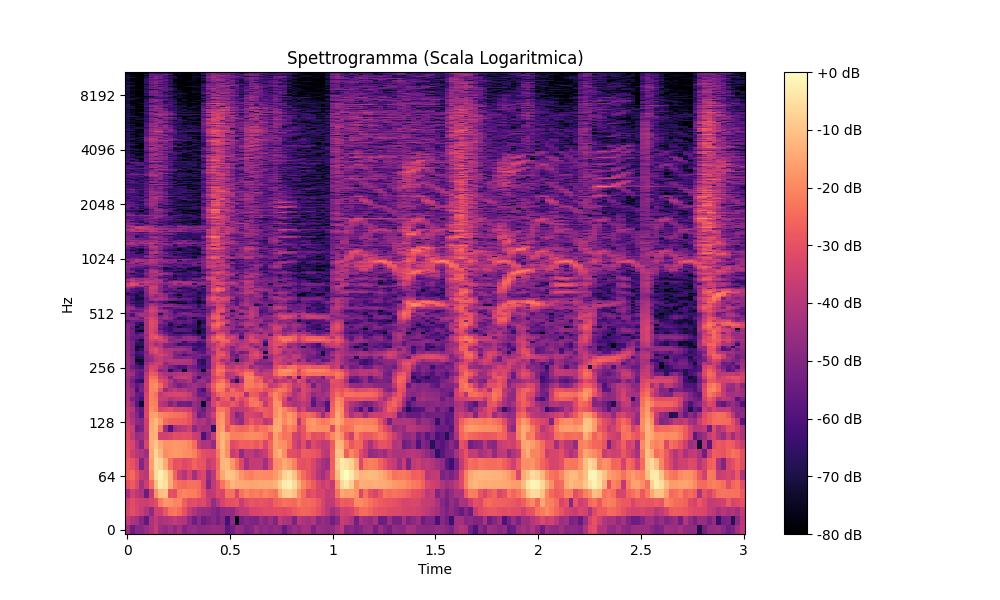 Spettrogramma (Scala Logaritmica)
Hz
8192
4096
2048
1024
512
256
128
64
0
0
0.5
1
1.5
2
2.5
3
Time
+0 dB
-10 dB
-20 dB
-30 dB
-40 dB
-50 dB
-60 dB
-70 dB
-80 dB